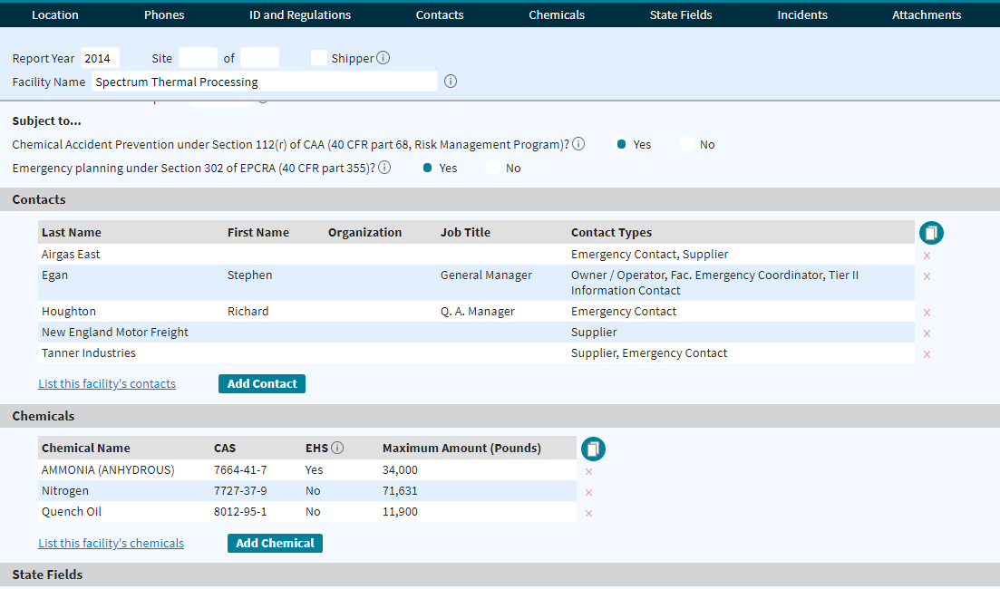 Location Phones ID and Regulations Contacts Chemicals State Fields Incidents Attachments
Report Year 2014 Site of Shipper
Facility Name Spectrum Thermal Processing
Subject to...
Chemical Accident Prevention under Section 112(r) of CAA (40 CFR part 68, Risk Management Program)? Yes No
Emergency planning under Section 302 of EPCRA (40 CFR part 355)? Yes No
Contacts
Last Name First Name Organization Job Title Contact Types
Airgas East Emergency Contact, Supplier
Egan Stephen General Manager Owner / Operator, Fac. Emergency Coordinator, Tier II
Information Contact
Houghton Richard Q. A. Manager Emergency Contact
New England Motor Freight Supplier
Tanner Industries Supplier, Emergency Contact
List this facility's contacts Add Contact
Chemicals
Chemical Name CAS EHS Maximum Amount (Pounds)
AMMONIA (ANHYDROUS) 7664-41-7 Yes 34,000
Nitrogen 7727-37-9 No 71,631
Quench Oil 8012-95-1 No 11,900
List this facility's chemicals Add Chemical
State Fields